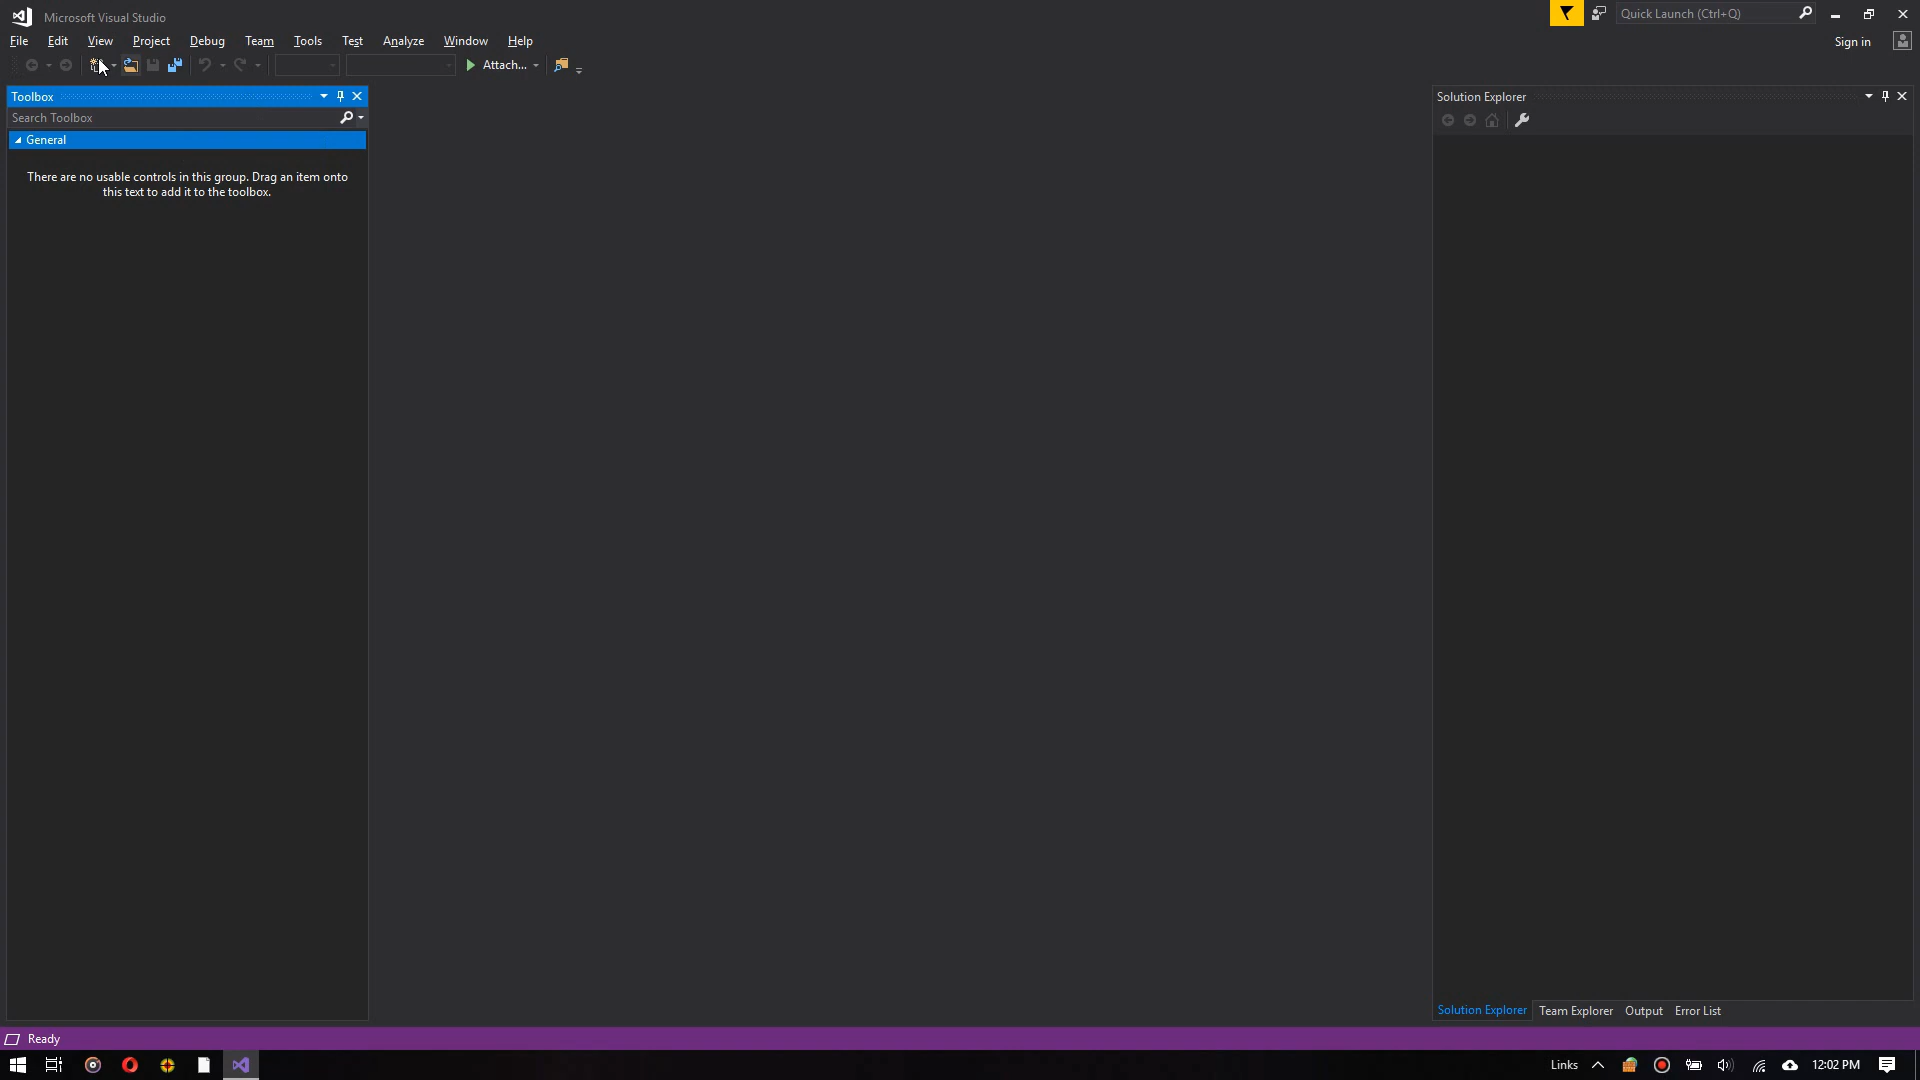 Microsoft Visual Studio
Quick Launch (Ctrl+Q)
File Edit View Project Debug Team Tools Test Analyze Window Help
Sign in
Attach...
Toolbox
Solution Explorer
Search Toolbox
General
There are no usable controls in this group. Drag an item onto
this text to add it to the toolbox.
Solution Explorer Team Explorer Output Error List
Ready
Links
12:02 PM